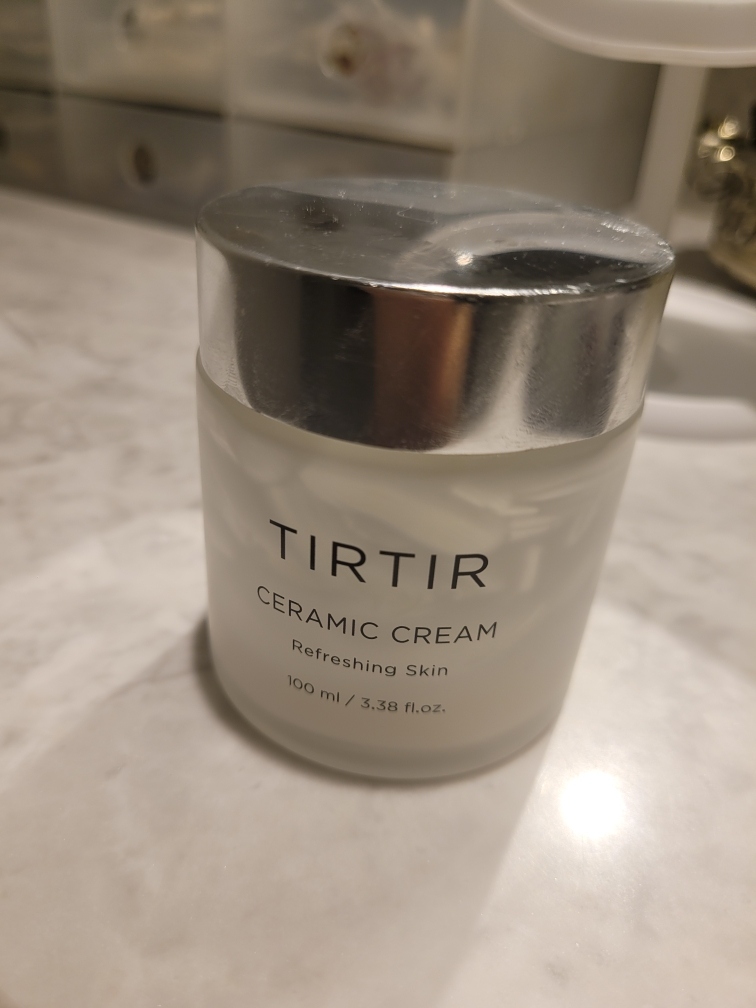 TIRTIR
CERAMIC CREAM
Refreshing Skin
100 ml / 3.38 fl.oz.